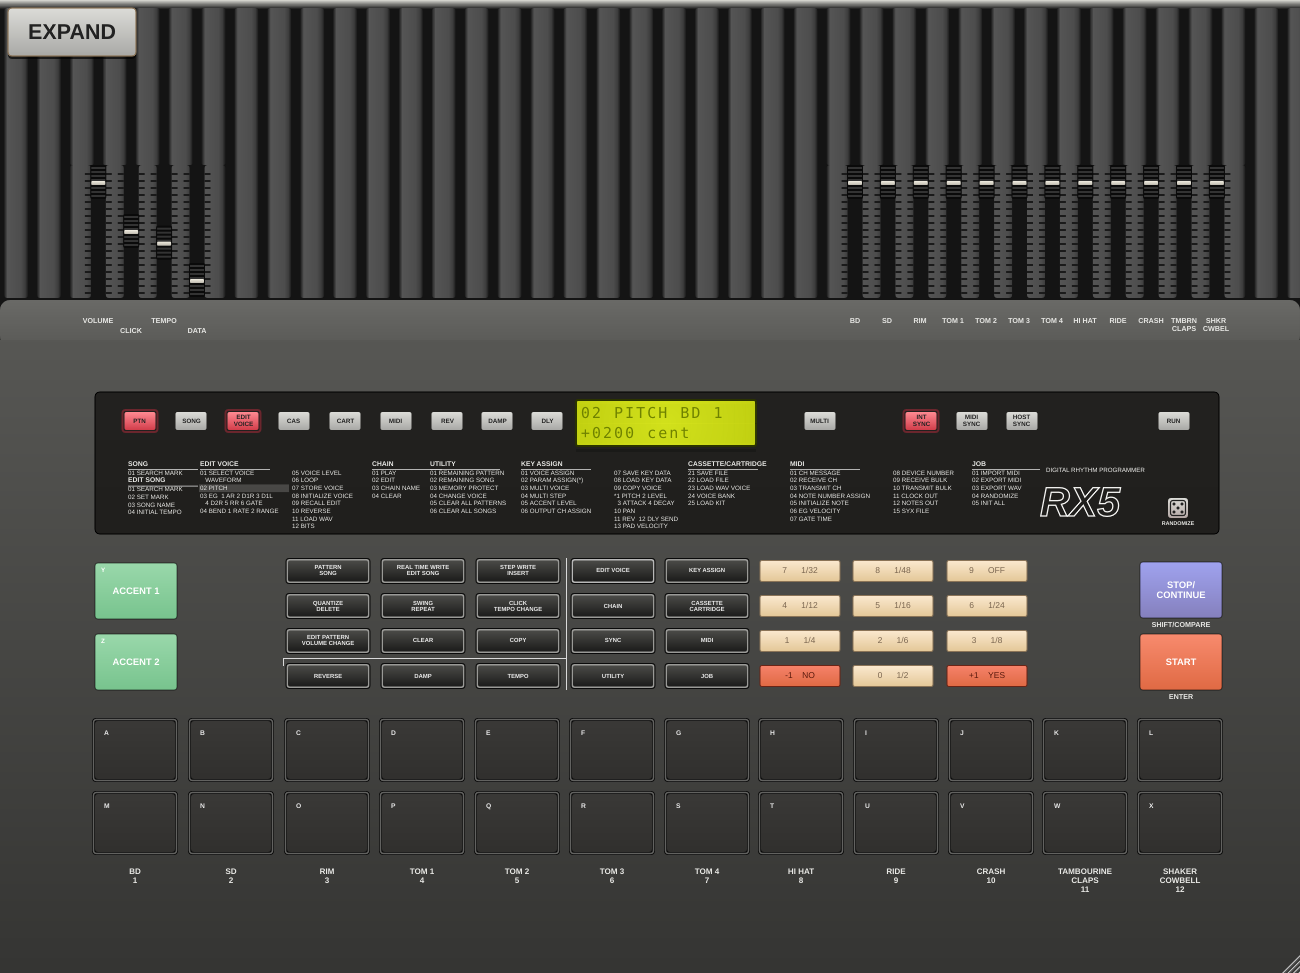 EXPAND
VOLUME
CLICK
TEMPO
DATA
BD SD RIM TOM 1 TOM 2 TOM 3 TOM 4 HI HAT RIDE CRASH TMBRN SHKR
CLAPS CWBEL
PTN SONG EDIT VOICE CAS CART MIDI REV DAMP DLY
02 PITCH BD 1
+0200 cent
MULTI INT SYNC MIDI SYNC HOST SYNC RUN
SONG
01 SEARCH MARK
EDIT SONG
01 SEARCH MARK
02 SET MARK
03 SONG NAME
04 INITIAL TEMPO
EDIT VOICE
01 SELECT VOICE
WAVEFORM
02 PITCH
03 EG 1 AR 2 D1R 3 D1L
4 D2R 5 RR 6 GATE
04 BEND 1 RATE 2 RANGE
05 VOICE LEVEL
06 LOOP
07 STORE VOICE
08 INITIALIZE VOICE
09 RECALL EDIT
10 REVERSE
11 LOAD WAV
12 BITS
CHAIN
01 PLAY
02 EDIT
03 CHAIN NAME
04 CLEAR
UTILITY
01 REMAINING PATTERN
02 REMAINING SONG
03 MEMORY PROTECT
04 CHANGE VOICE
05 CLEAR ALL PATTERNS
06 CLEAR ALL SONGS
KEY ASSIGN
01 VOICE ASSIGN
02 PARAM ASSIGN(*)
03 MULTI VOICE
04 MULTI STEP
05 ACCENT LEVEL
06 OUTPUT CH ASSIGN
07 SAVE KEY DATA
08 LOAD KEY DATA
09 COPY VOICE
*1 PITCH 2 LEVEL
3 ATTACK 4 DECAY
10 PAN
11 REV 12 DLY SEND
13 PAD VELOCITY
CASSETTE/CARTRIDGE
21 SAVE FILE
22 LOAD FILE
23 LOAD WAV VOICE
24 VOICE BANK
25 LOAD KIT
MIDI
01 CH MESSAGE
02 RECEIVE CH
03 TRANSMIT CH
04 NOTE NUMBER ASSIGN
05 INITIALIZE NOTE
06 EG VELOCITY
07 GATE TIME
08 DEVICE NUMBER
09 RECEIVE BULK
10 TRANSMIT BULK
11 CLOCK OUT
12 NOTES OUT
15 SYX FILE
JOB
01 IMPORT MIDI
02 EXPORT MIDI
03 EXPORT WAV
04 RANDOMIZE
05 INIT ALL
DIGITAL RHYTHM PROGRAMMER
RX5
RANDOMIZE
Y
ACCENT 1
Z
ACCENT 2
PATTERN
SONG
REAL TIME WRITE
EDIT SONG
STEP WRITE
INSERT
EDIT VOICE
KEY ASSIGN
7 1/32
8 1/48
9 OFF
QUANTIZE
DELETE
SWING
REPEAT
CLICK
TEMPO CHANGE
CHAIN
CASSETTE
CARTRIDGE
4 1/12
5 1/16
6 1/24
EDIT PATTERN
VOLUME CHANGE
CLEAR
COPY
SYNC
MIDI
1 1/4
2 1/6
3 1/8
REVERSE
DAMP
TEMPO
UTILITY
JOB
-1 NO
0 1/2
+1 YES
STOP/
CONTINUE
SHIFT/COMPARE
START
ENTER
A B C D E F G H I J K L
M N O P Q R S T U V W X
BD
1
SD
2
RIM
3
TOM 1
4
TOM 2
5
TOM 3
6
TOM 4
7
HI HAT
8
RIDE
9
CRASH
10
TAMBOURINE
CLAPS
11
SHAKER
COWBELL
12